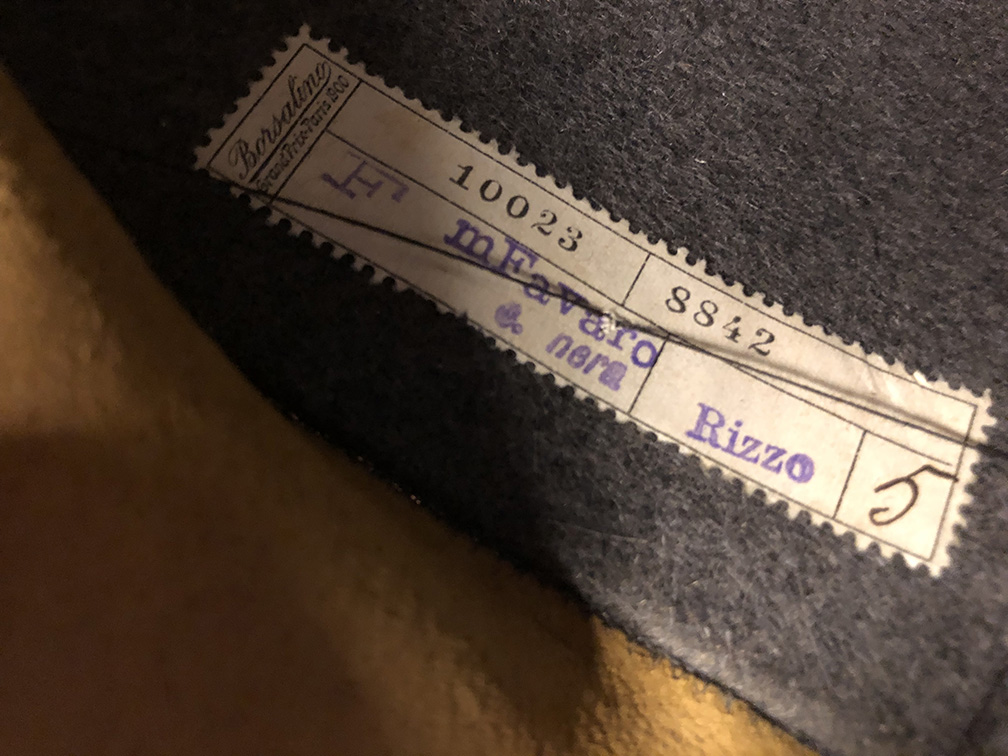 Borsalino
Grand Prix-Paris 1900
10023
8842
F
mFavaro
e. nera
Rizzo
5